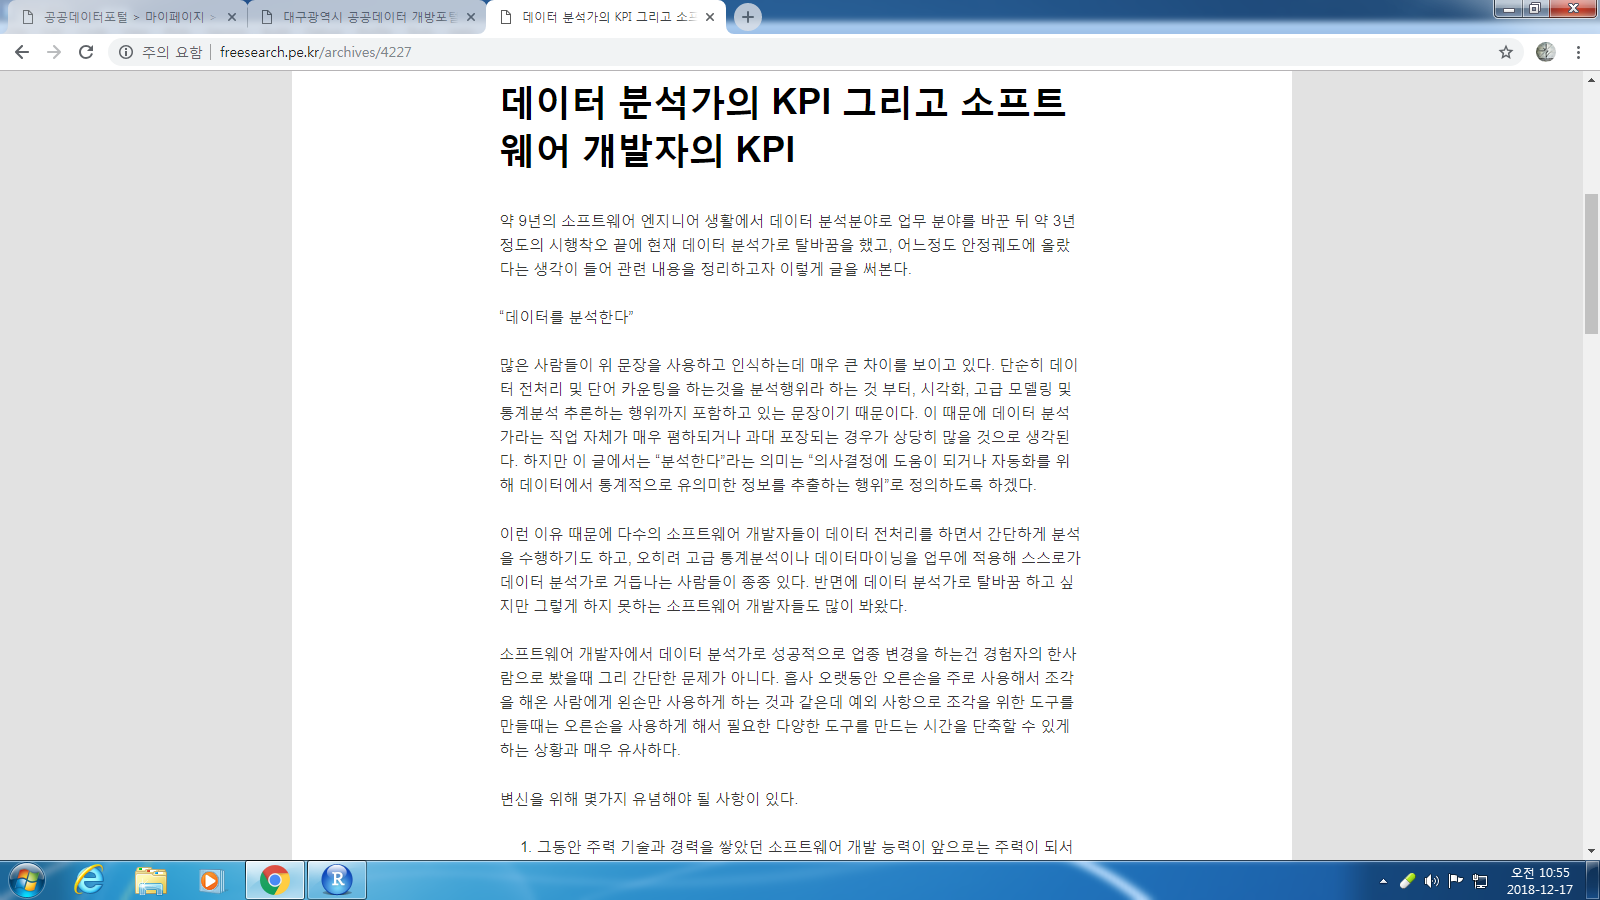 공공데이터포털 > 마이페이지 >
대구광역시 공공데이터 개방포털
데이터 분석가의 KPI 그리고 소프
주의 요함
freesearch.pe.kr/archives/4227
데이터 분석가의 KPI 그리고 소프트
웨어 개발자의 KPI
약 9년의 소프트웨어 엔지니어 생활에서 데이터 분석분야로 업무 분야를 바꾼 뒤 약 3년
정도의 시행착오 끝에 현재 데이터 분석가로 탈바꿈을 했고, 어느정도 안정궤도에 올랐
다는 생각이 들어 관련 내용을 정리하고자 이렇게 글을 써본다.
“데이터를 분석한다”
많은 사람들이 위 문장을 사용하고 인식하는데 매우 큰 차이를 보이고 있다. 단순히 데이
터 전처리 및 단어 카운팅을 하는것을 분석행위라 하는 것 부터, 시각화, 고급 모델링 및
통계분석 추론하는 행위까지 포함하고 있는 문장이기 때문이다. 이 때문에 데이터 분석
가라는 직업 자체가 매우 폄하되거나 과대 포장되는 경우가 상당히 많을 것으로 생각된
다. 하지만 이 글에서는 “분석한다”라는 의미는 “의사결정에 도움이 되거나 자동화를 위
해 데이터에서 통계적으로 유의미한 정보를 추출하는 행위”로 정의하도록 하겠다.
이런 이유 때문에 다수의 소프트웨어 개발자들이 데이터 전처리를 하면서 간단하게 분석
을 수행하기도 하고, 오히려 고급 통계분석이나 데이터마이닝을 업무에 적용해 스스로가
데이터 분석가로 거듭나는 사람들이 종종 있다. 반면에 데이터 분석가로 탈바꿈 하고 싶
지만 그렇게 하지 못하는 소프트웨어 개발자들도 많이 봐왔다.
소프트웨어 개발자에서 데이터 분석가로 성공적으로 업종 변경을 하는건 경험자의 한사
람으로 봤을때 그리 간단한 문제가 아니다. 흡사 오랫동안 오른손을 주로 사용해서 조각
을 해온 사람에게 왼손만 사용하게 하는 것과 같은데 예외 사항으로 조각을 위한 도구를
만들때는 오른손을 사용하게 해서 필요한 다양한 도구를 만드는 시간을 단축할 수 있게
하는 상황과 매우 유사하다.
변신을 위해 몇가지 유념해야 될 사항이 있다.
1. 그동안 주력 기술과 경력을 쌓았던 소프트웨어 개발 능력이 앞으로는 주력이 되서
R
오전 10:55
2018-12-17